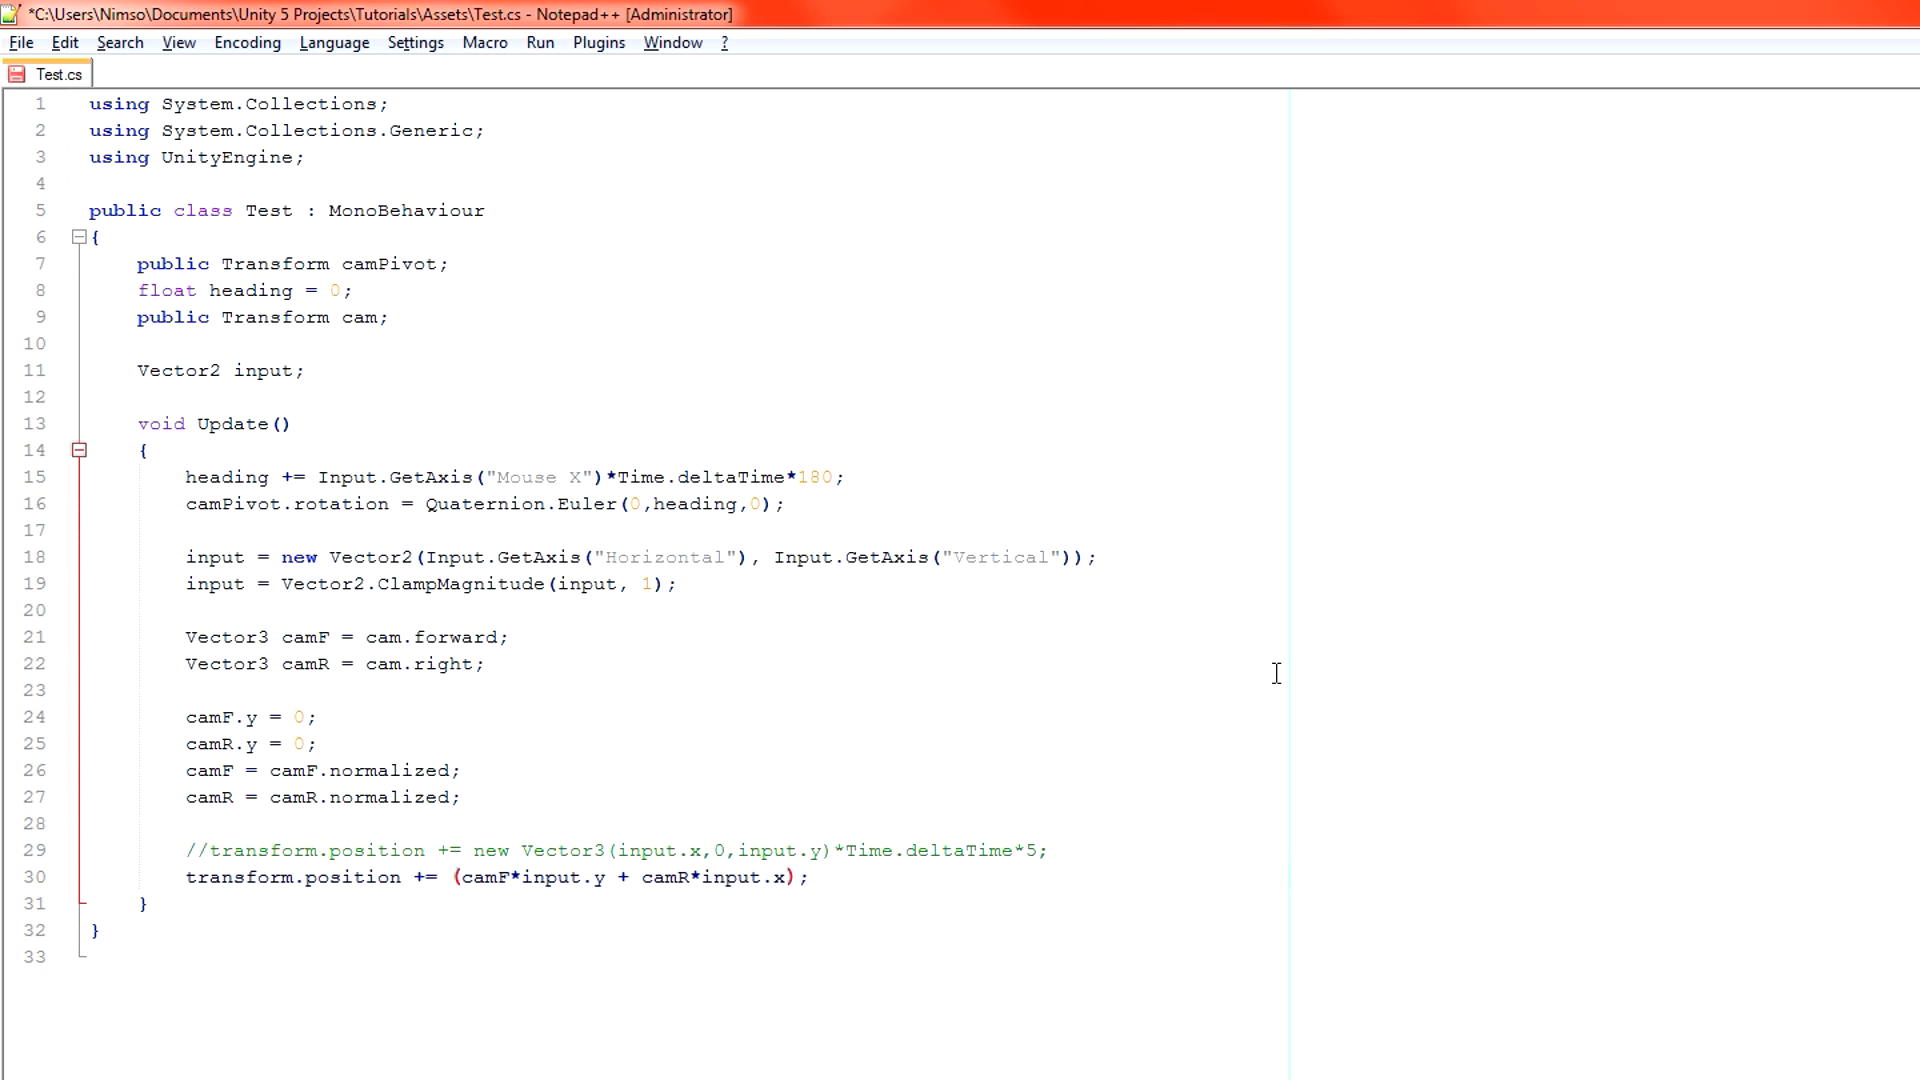 *C:\Users\Nimso\Documents\Unity 5 Projects\Tutorials\Assets\Test.cs - Notepad++ [Administrator]
File Edit Search View Encoding Language Settings Macro Run Plugins Window ?
Test.cs
1 using System.Collections;
2 using System.Collections.Generic;
3 using UnityEngine;
4
5 public class Test : MonoBehaviour
6 {
7 public Transform camPivot;
8 float heading = 0;
9 public Transform cam;
10
11 Vector2 input;
12
13 void Update()
14 {
15 heading += Input.GetAxis("Mouse X")*Time.deltaTime*180;
16 camPivot.rotation = Quaternion.Euler(0,heading,0);
17
18 input = new Vector2(Input.GetAxis("Horizontal"), Input.GetAxis("Vertical"));
19 input = Vector2.ClampMagnitude(input, 1);
20
21 Vector3 camF = cam.forward;
22 Vector3 camR = cam.right;
23
24 camF.y = 0;
25 camR.y = 0;
26 camF = camF.normalized;
27 camR = camR.normalized;
28
29 //transform.position += new Vector3(input.x,0,input.y)*Time.deltaTime*5;
30 transform.position += (camF*input.y + camR*input.x);
31 }
32 }
33